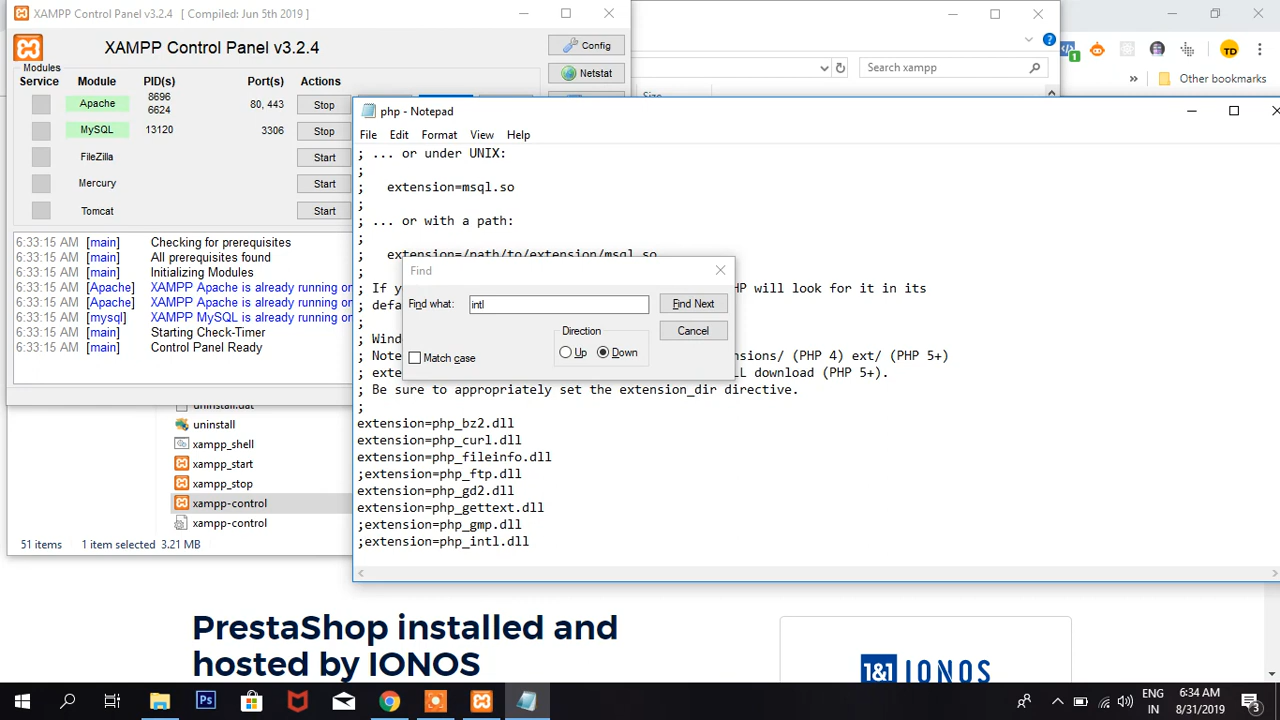 XAMPP Control Panel v3.2.4 [ Compiled: Jun 5th 2019 ]
XAMPP Control Panel v3.2.4
Config
Netstat
Modules
Service Module PID(s) Port(s) Actions
Apache 8696 6624 80, 443 Stop
MySQL 13120 3306 Stop
FileZilla Start
Mercury Start
Tomcat Start
6:33:15 AM [main] Checking for prerequisites
6:33:15 AM [main] All prerequisites found
6:33:15 AM [main] Initializing Modules
6:33:15 AM [Apache] XAMPP Apache is already running on
6:33:15 AM [Apache] XAMPP Apache is already running on
6:33:15 AM [mysql] XAMPP MySQL is already running on
6:33:15 AM [main] Starting Check-Timer
6:33:15 AM [main] Control Panel Ready
uninstall.dat
uninstall
xampp_shell
xampp_start
xampp_stop
xampp-control
xampp-control
51 items 1 item selected 3.21 MB
Search xampp
Size
1
TD
» Other bookmarks
php - Notepad
File Edit Format View Help
; ... or under UNIX:
;
; extension=msql.so
;
; ... or with a path:
;
; extension=/path/to/extension/msql.so
;
; If y HP will look for it in its
; defa
;
; Wind
; Note nsions/ (PHP 4) ext/ (PHP 5+)
; exte LL download (PHP 5+).
; Be sure to appropriately set the extension_dir directive.
;
extension=php_bz2.dll
extension=php_curl.dll
extension=php_fileinfo.dll
;extension=php_ftp.dll
extension=php_gd2.dll
extension=php_gettext.dll
;extension=php_gmp.dll
;extension=php_intl.dll
Find
Find what: intl Find Next
Cancel
Direction
Match case Up Down
PrestaShop installed and
hosted by IONOS
1&1 IONOS
Ps
ENG 6:34 AM
IN 8/31/2019
3